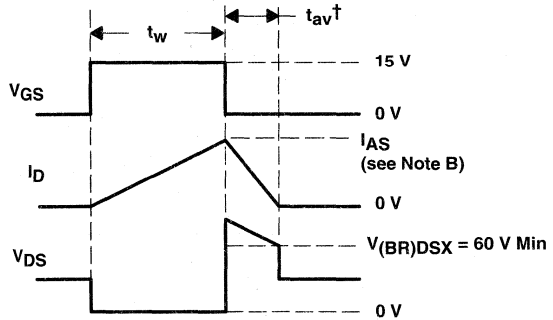 tw
tav†
15 V
VGS
0 V
IAS
(see Note B)
ID
0 V
V(BR)DSX = 60 V Min
VDS
0 V